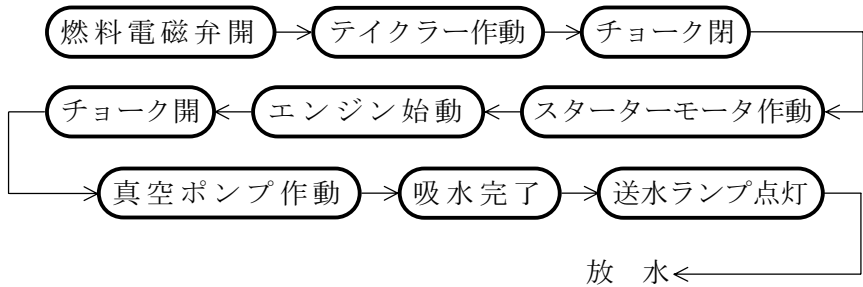 燃料電磁弁開 テイクラー作動 チョーク閉
チョーク開 エンジン始動 スターターモータ作動
真空ポンプ作動 吸水完了 送水ランプ点灯
放 水